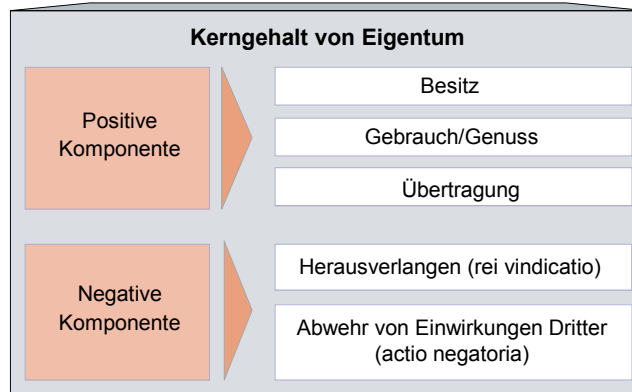 Kerngehalt von Eigentum
Positive
Komponente
Besitz
Gebrauch/Genuss
Übertragung
Negative
Komponente
Herausverlangen (rei vindicatio)
Abwehr von Einwirkungen Dritter
(actio negatoria)